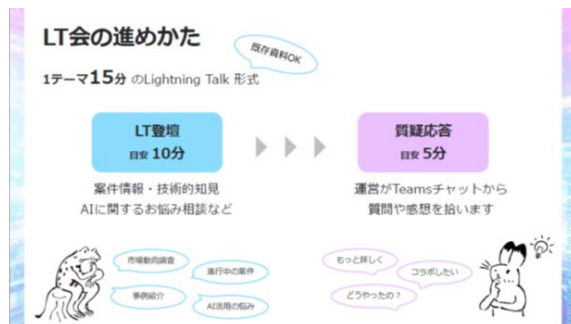 LT会の進めかた
既存資料OK
1テーマ15分 のLightning Talk 形式
LT登壇
目安 10分
質疑応答
目安 5分
案件情報・技術的知見
AIに関するお悩み相談など
運営がTeamsチャットから
質問や感想を拾います
市場動向調査
進行中の案件
事例紹介
AI活用の悩み
もっと詳しく
コラボしたい
どうやったの?